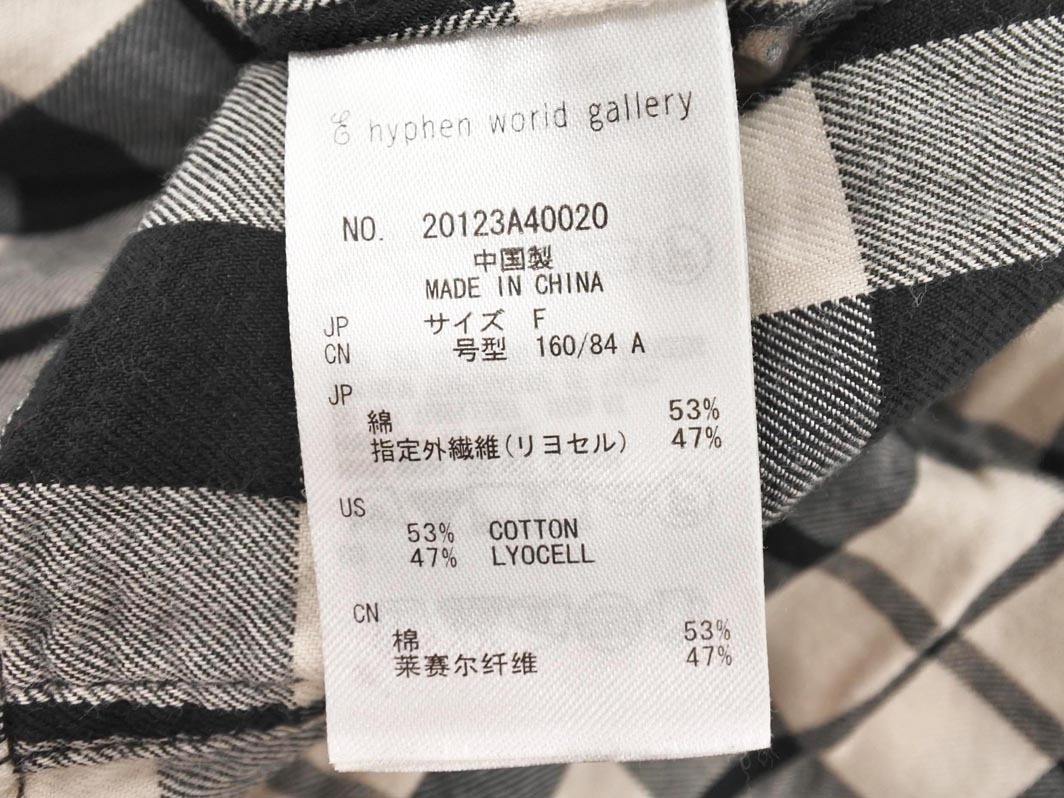 E hyphen world gallery
NO. 20123A40020
中国製
MADE IN CHINA
JP サイズ F
CN 号型 160/84 A
JP
綿 53%
指定外繊維(リヨセル) 47%
US
53% COTTON
47% LYOCELL
CN
棉 53%
莱赛尔纤维 47%